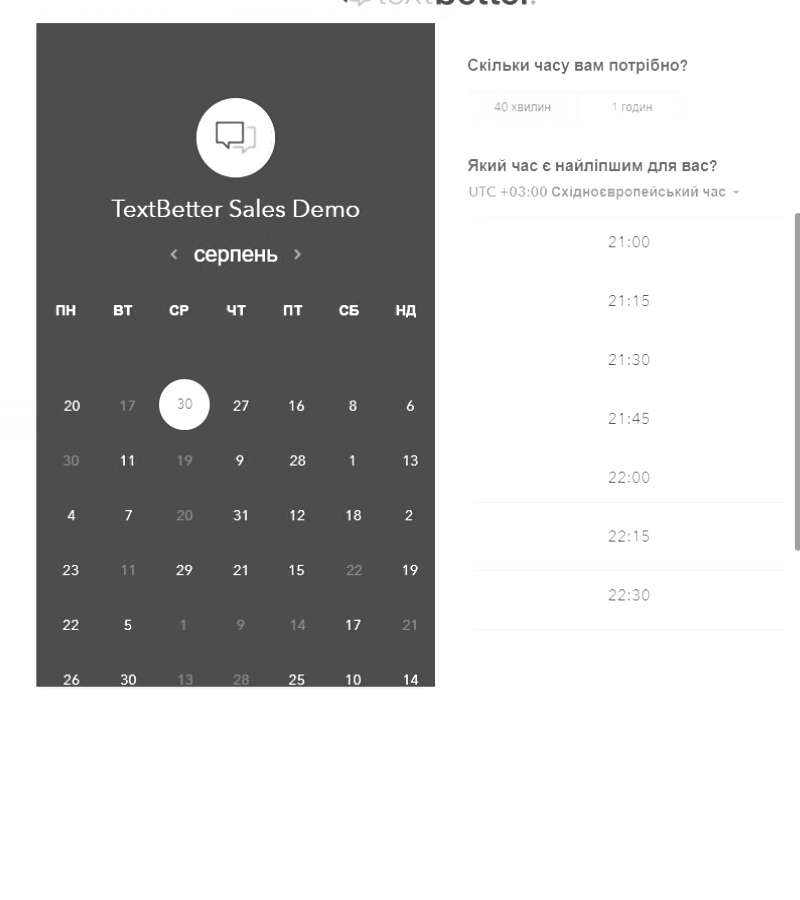 textbetter.
TextBetter Sales Demo
серпень
ПН ВТ СР ЧТ ПТ СБ НД
20 17 30 27 16 8 6
30 11 19 9 28 1 13
4 7 20 31 12 18 2
23 11 29 21 15 22 19
22 5 1 9 14 17 21
26 30 13 28 25 10 14
Скільки часу вам потрібно?
40 хвилин 1 годин
Який час є найліпшим для вас?
UTC +03:00 Східноєвропейський час
21:00
21:15
21:30
21:45
22:00
22:15
22:30